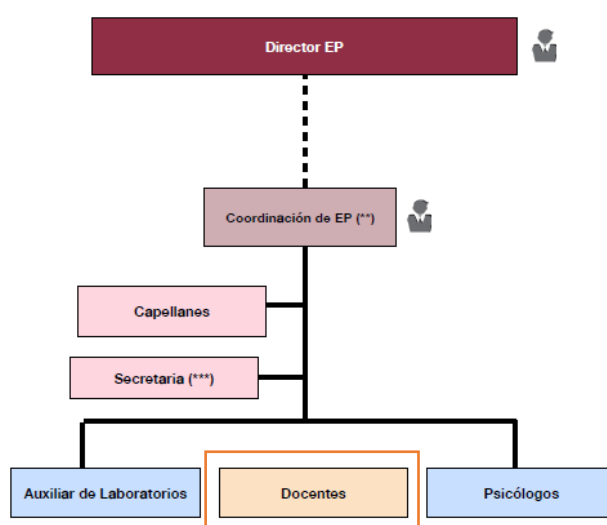 Director EP
Coordinación de EP (**)
Capellanes
Secretaria (***)
Auxiliar de Laboratorios
Docentes
Psicólogos